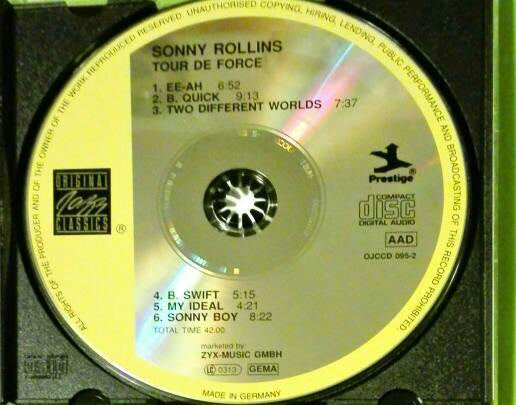 ALL RIGHTS OF THE PRODUCER AND OF THE OWNER OF THE WORK REPRODUCED RESERVED. UNAUTHORISED COPYING, HIRING, LENDING, PUBLIC PERFORMANCE AND BROADCASTING OF THIS RECORD PROHIBITED
SONNY ROLLINS
TOUR DE FORCE
1. EE-AH 6:52
2. B. QUICK 9:13
3. TWO DIFFERENT WORLDS 7:37
Prestige®
ORIGINAL
Jazz
CLASSICS
®
COMPACT
disc
DIGITAL AUDIO
AAD
OJCCD 095-2
4. B. SWIFT 5:15
5. MY IDEAL 4:21
6. SONNY BOY 8:22
TOTAL TIME 42:00
marketed by:
ZYX-MUSIC GMBH
LC 0313 GEMA
MADE IN GERMANY